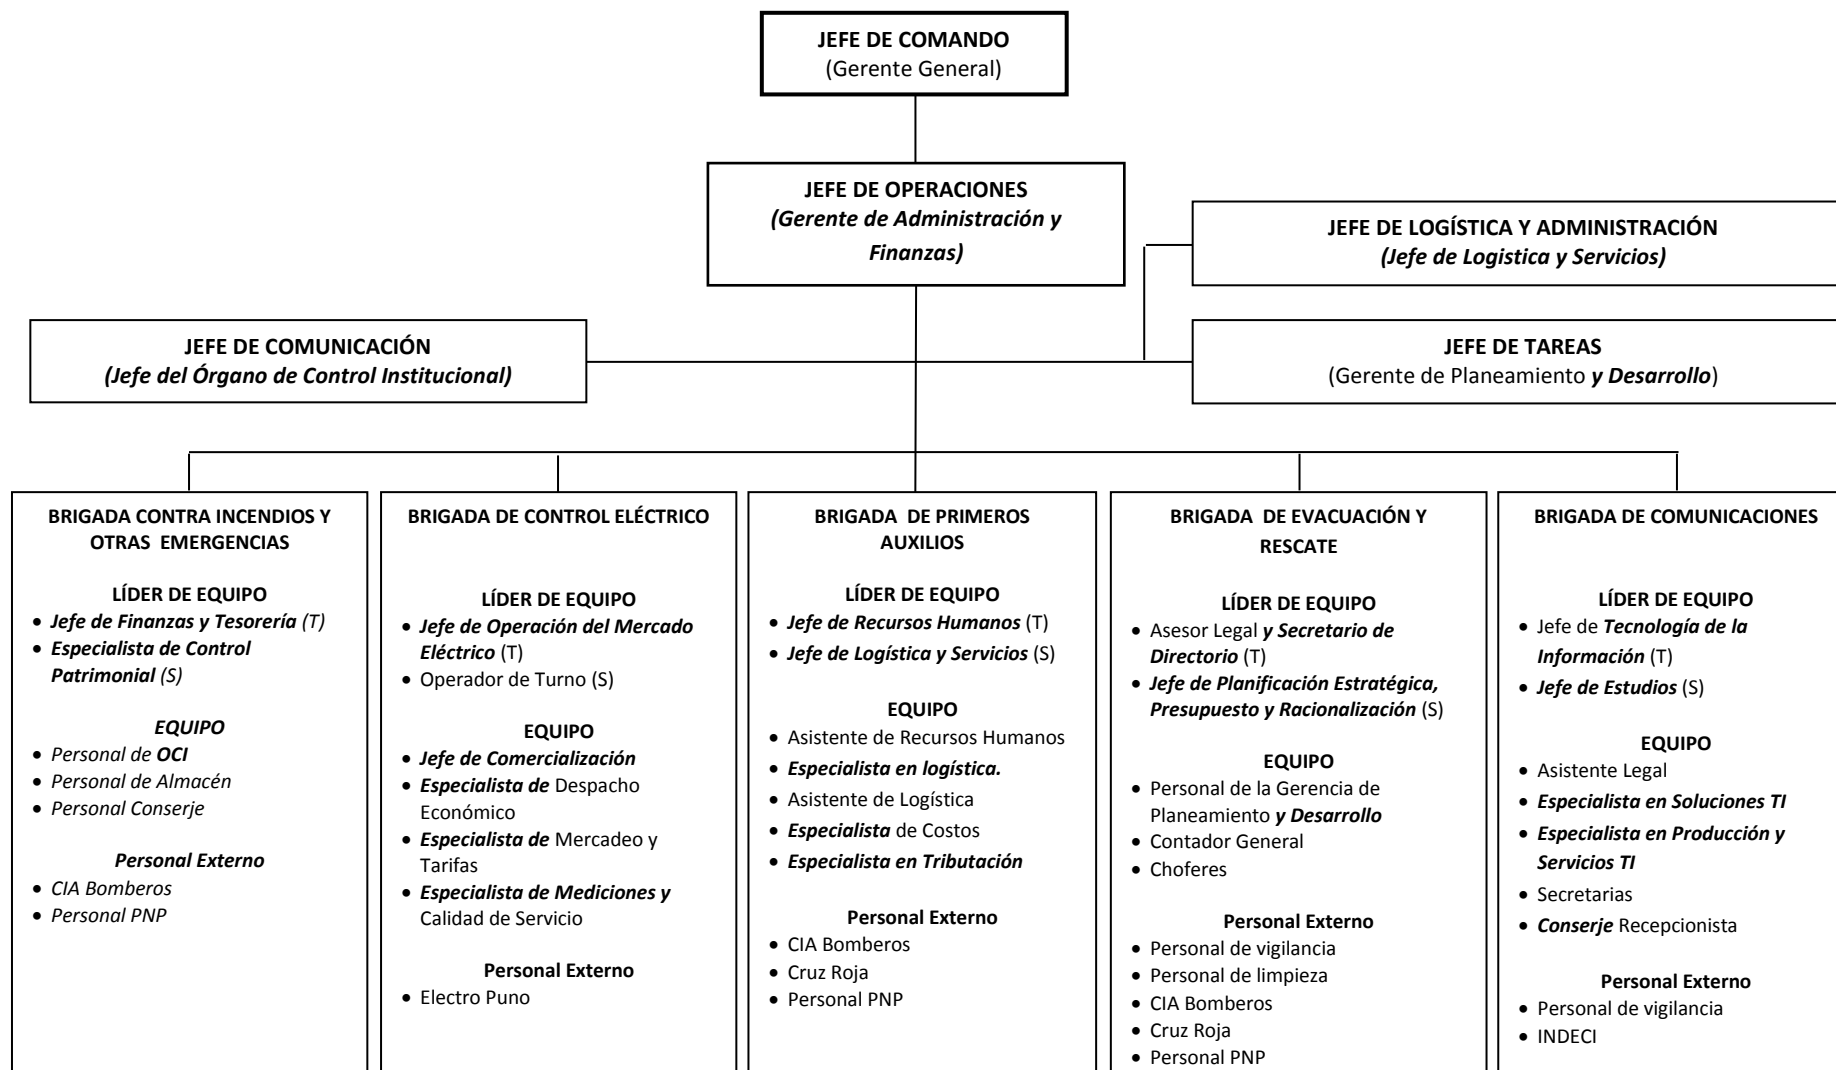 JEFE DE COMANDO
(Gerente General)
JEFE DE OPERACIONES
(Gerente de Administración y
Finanzas)
JEFE DE LOGÍSTICA Y ADMINISTRACIÓN
(Jefe de Logistica y Servicios)
JEFE DE COMUNICACIÓN
(Jefe del Órgano de Control Institucional)
JEFE DE TAREAS
(Gerente de Planeamiento y Desarrollo)
BRIGADA CONTRA INCENDIOS Y
OTRAS EMERGENCIAS
LÍDER DE EQUIPO
• Jefe de Finanzas y Tesorería (T)
• Especialista de Control
Patrimonial (S)
EQUIPO
• Personal de OCI
• Personal de Almacén
• Personal Conserje
Personal Externo
• CIA Bomberos
• Personal PNP
BRIGADA DE CONTROL ELÉCTRICO
LÍDER DE EQUIPO
• Jefe de Operación del Mercado
Eléctrico (T)
• Operador de Turno (S)
EQUIPO
• Jefe de Comercialización
• Especialista de Despacho
Económico
• Especialista de Mercadeo y
Tarifas
• Especialista de Mediciones y
Calidad de Servicio
Personal Externo
• Electro Puno
BRIGADA DE PRIMEROS
AUXILIOS
LÍDER DE EQUIPO
• Jefe de Recursos Humanos (T)
• Jefe de Logística y Servicios (S)
EQUIPO
• Asistente de Recursos Humanos
• Especialista en logística.
• Asistente de Logística
• Especialista de Costos
• Especialista en Tributación
Personal Externo
• CIA Bomberos
• Cruz Roja
• Personal PNP
BRIGADA DE EVACUACIÓN Y
RESCATE
LÍDER DE EQUIPO
• Asesor Legal y Secretario de
Directorio (T)
• Jefe de Planificación Estratégica,
Presupuesto y Racionalización (S)
EQUIPO
• Personal de la Gerencia de
Planeamiento y Desarrollo
• Contador General
• Choferes
Personal Externo
• Personal de vigilancia
• Personal de limpieza
• CIA Bomberos
• Cruz Roja
• Personal PNP
BRIGADA DE COMUNICACIONES
LÍDER DE EQUIPO
• Jefe de Tecnología de la
Información (T)
• Jefe de Estudios (S)
EQUIPO
• Asistente Legal
• Especialista en Soluciones TI
• Especialista en Producción y
Servicios TI
• Secretarias
• Conserje Recepcionista
Personal Externo
• Personal de vigilancia
• INDECI